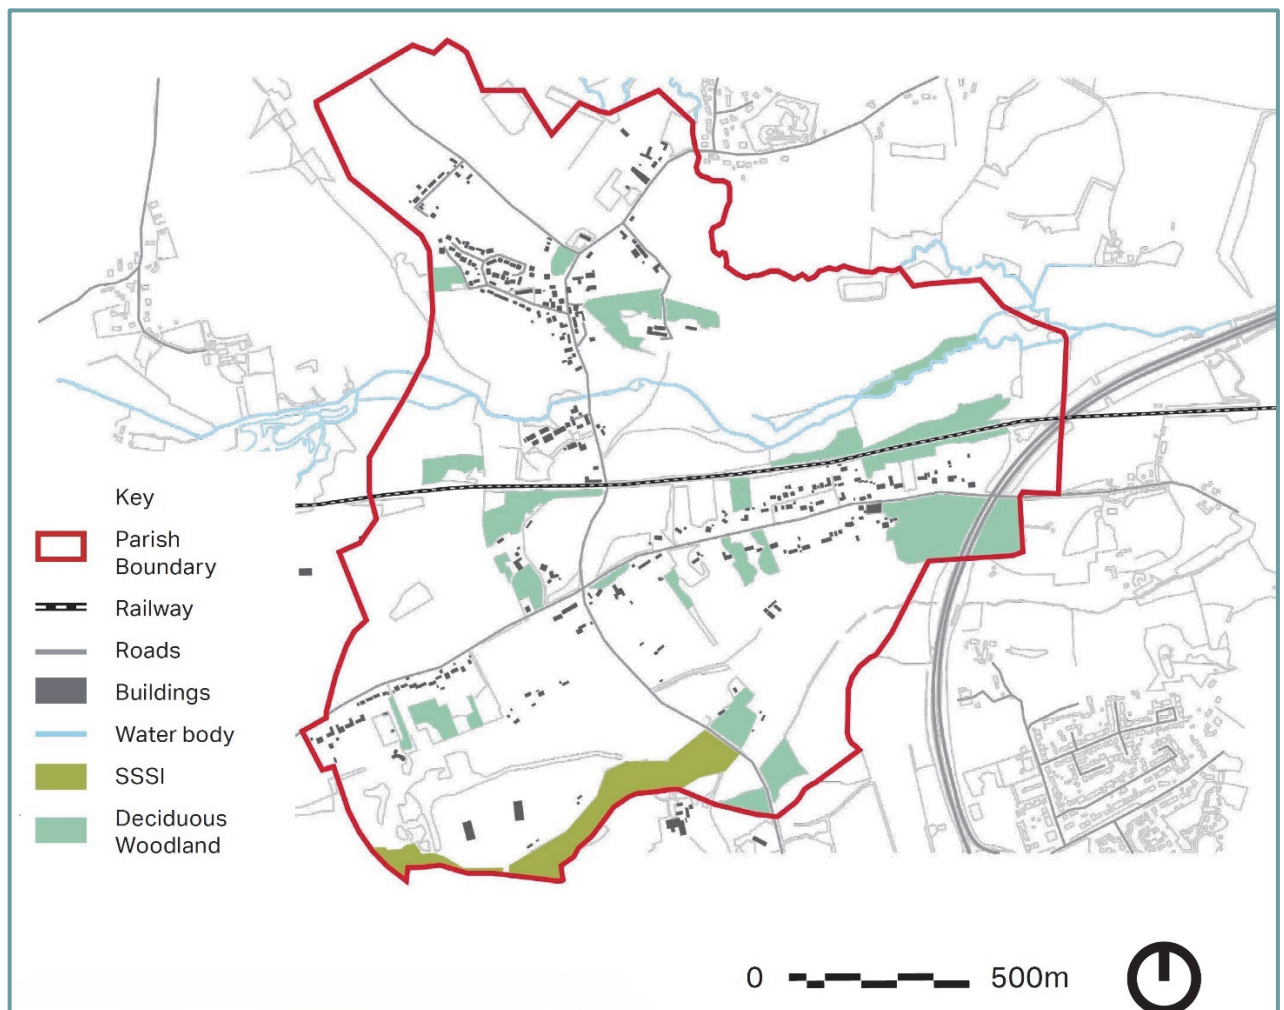 Key
Parish
Boundary
Railway
Roads
Buildings
Water body
SSSI
Deciduous
Woodland
0 500m